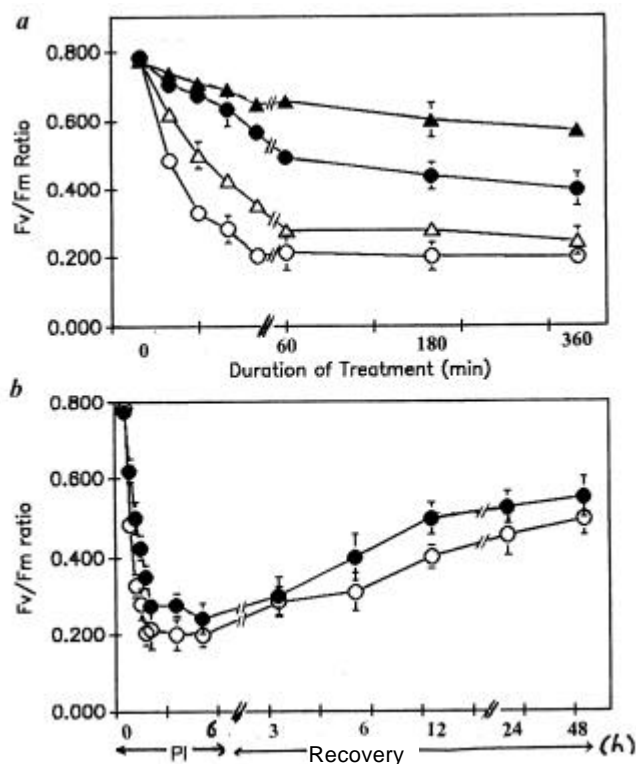 a
0.800
0.600
0.400
0.200
0.000
Fv/Fm Ratio
0 60 180 360
Duration of Treatment (min)
b
0.800
0.600
0.400
0.200
0.000
Fv/Fm ratio
0 6 3 6 12 24 48 (h)
PI Recovery